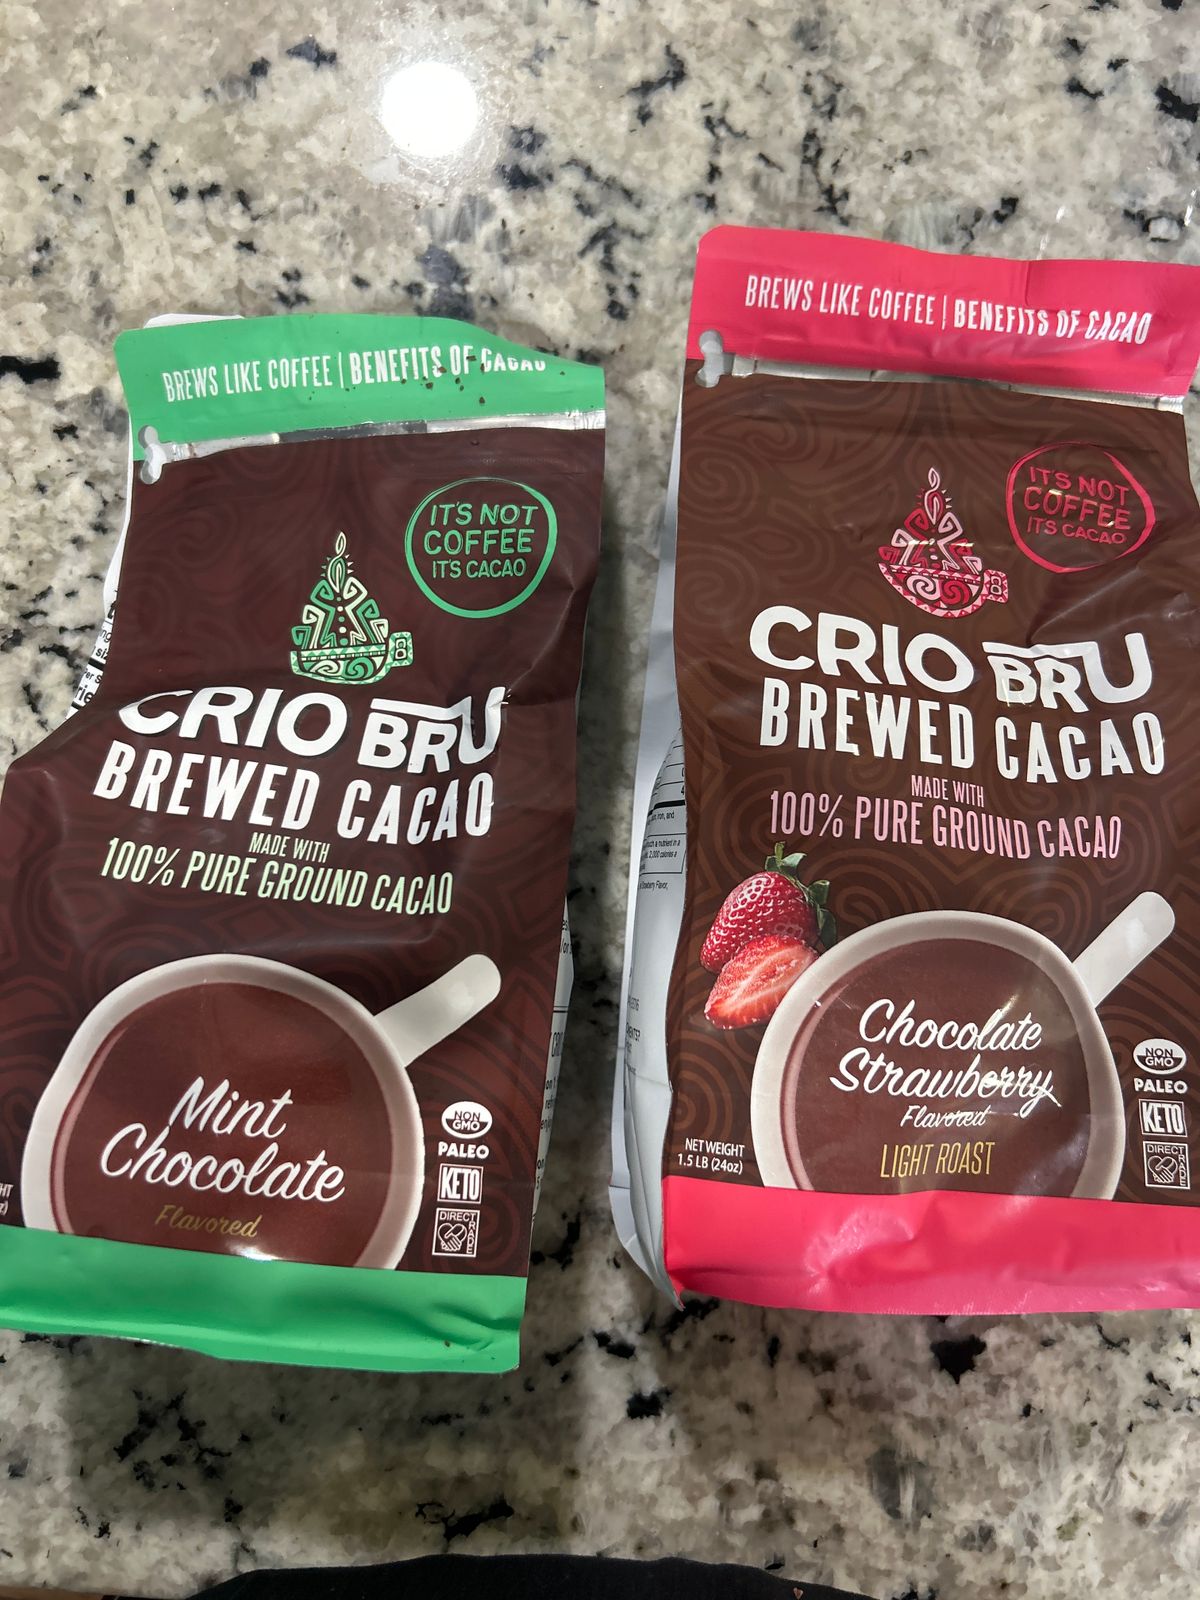 BREWS LIKE COFFEE | BENEFITS OF CACAO
IT'S NOT
COFFEE
IT'S CACAO
CRIO BRU
BREWED CACAO
MADE WITH
100% PURE GROUND CACAO
Mint
Chocolate
Flavored
NON
GMO
PALEO
KETO
DIRECT
TRADE
BREWS LIKE COFFEE | BENEFITS OF CACAO
IT'S NOT
COFFEE
ITS CACAO
CRIO BRU
BREWED CACAO
MADE WITH
100% PURE GROUND CACAO
Chocolate
Strawberry
Flavored
LIGHT ROAST
NET WEIGHT
1.5 LB (24oz)
NON
GMO
PALEO
KETO
DIRECT
TRADE